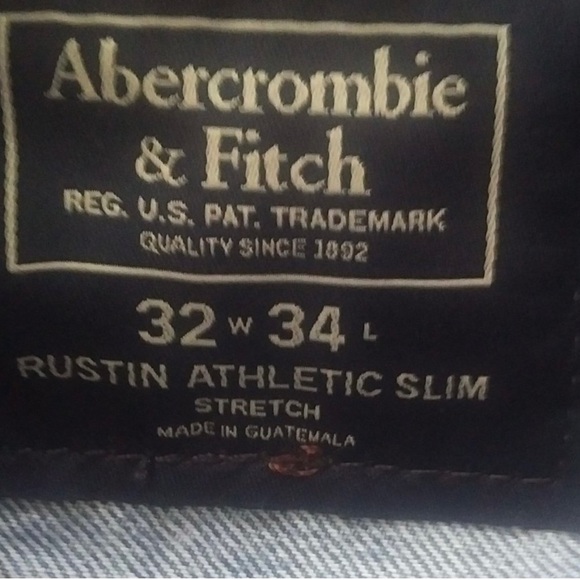 Abercrombie
& Fitch
REG. U.S. PAT. TRADEMARK
QUALITY SINCE 1892
32 W 34 L
RUSTIN ATHLETIC SLIM
STRETCH
MADE IN GUATEMALA